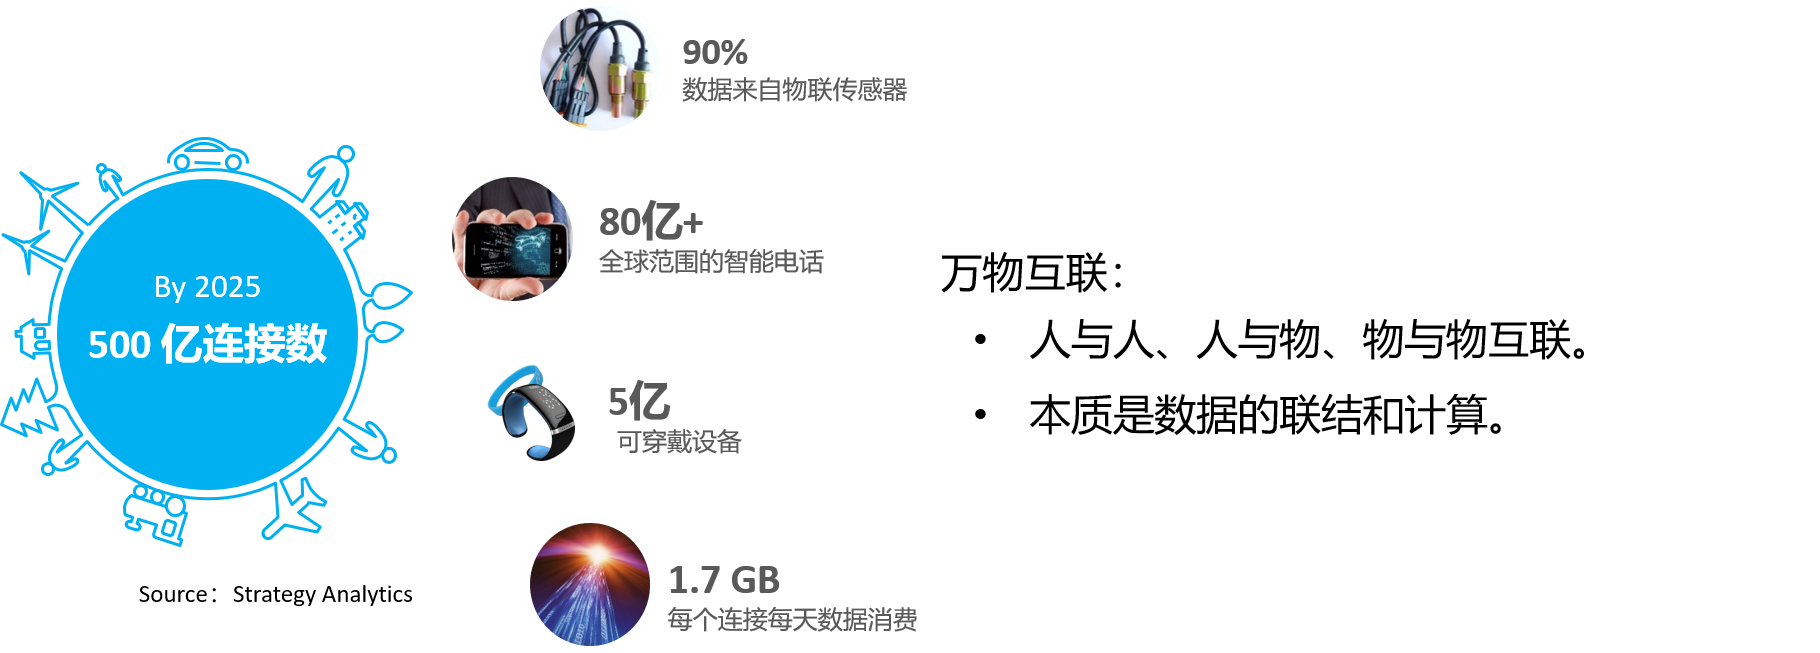 By 2025
500 亿连接数
Source：Strategy Analytics
90%
数据来自物联传感器
80亿+
全球范围的智能电话
5亿
可穿戴设备
1.7 GB
每个连接每天数据消费
万物互联：
• 人与人、人与物、物与物互联。
• 本质是数据的联结和计算。